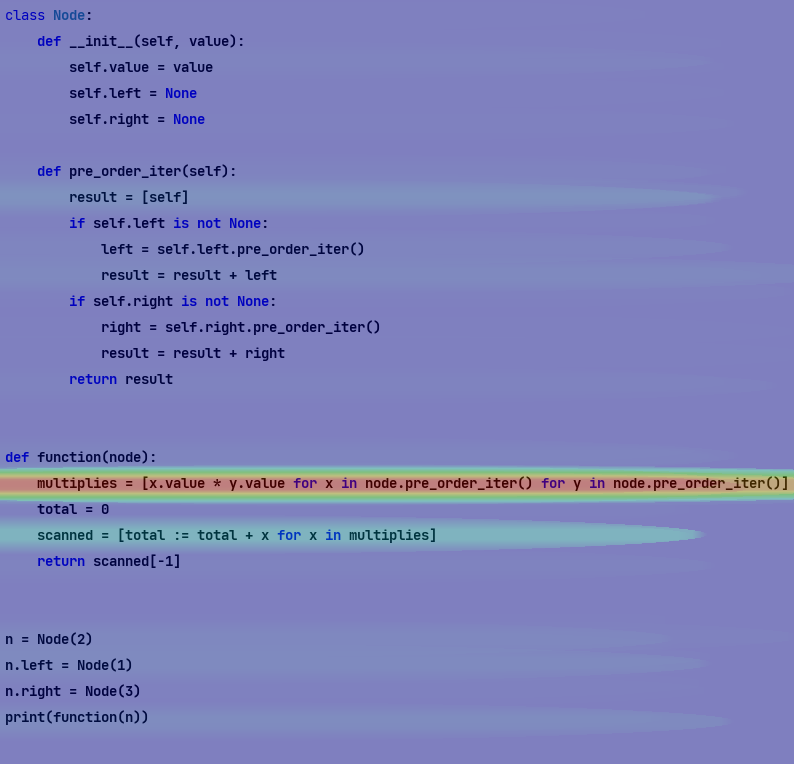 class Node:
    def __init__(self, value):
        self.value = value
        self.left = None
        self.right = None

    def pre_order_iter(self):
        result = [self]
        if self.left is not None:
            left = self.left.pre_order_iter()
            result = result + left
        if self.right is not None:
            right = self.right.pre_order_iter()
            result = result + right
        return result


def function(node):
    multiplies = [x.value * y.value for x in node.pre_order_iter() for y in node.pre_order_iter()]
    total = 0
    scanned = [total := total + x for x in multiplies]
    return scanned[-1]


n = Node(2)
n.left = Node(1)
n.right = Node(3)
print(function(n))